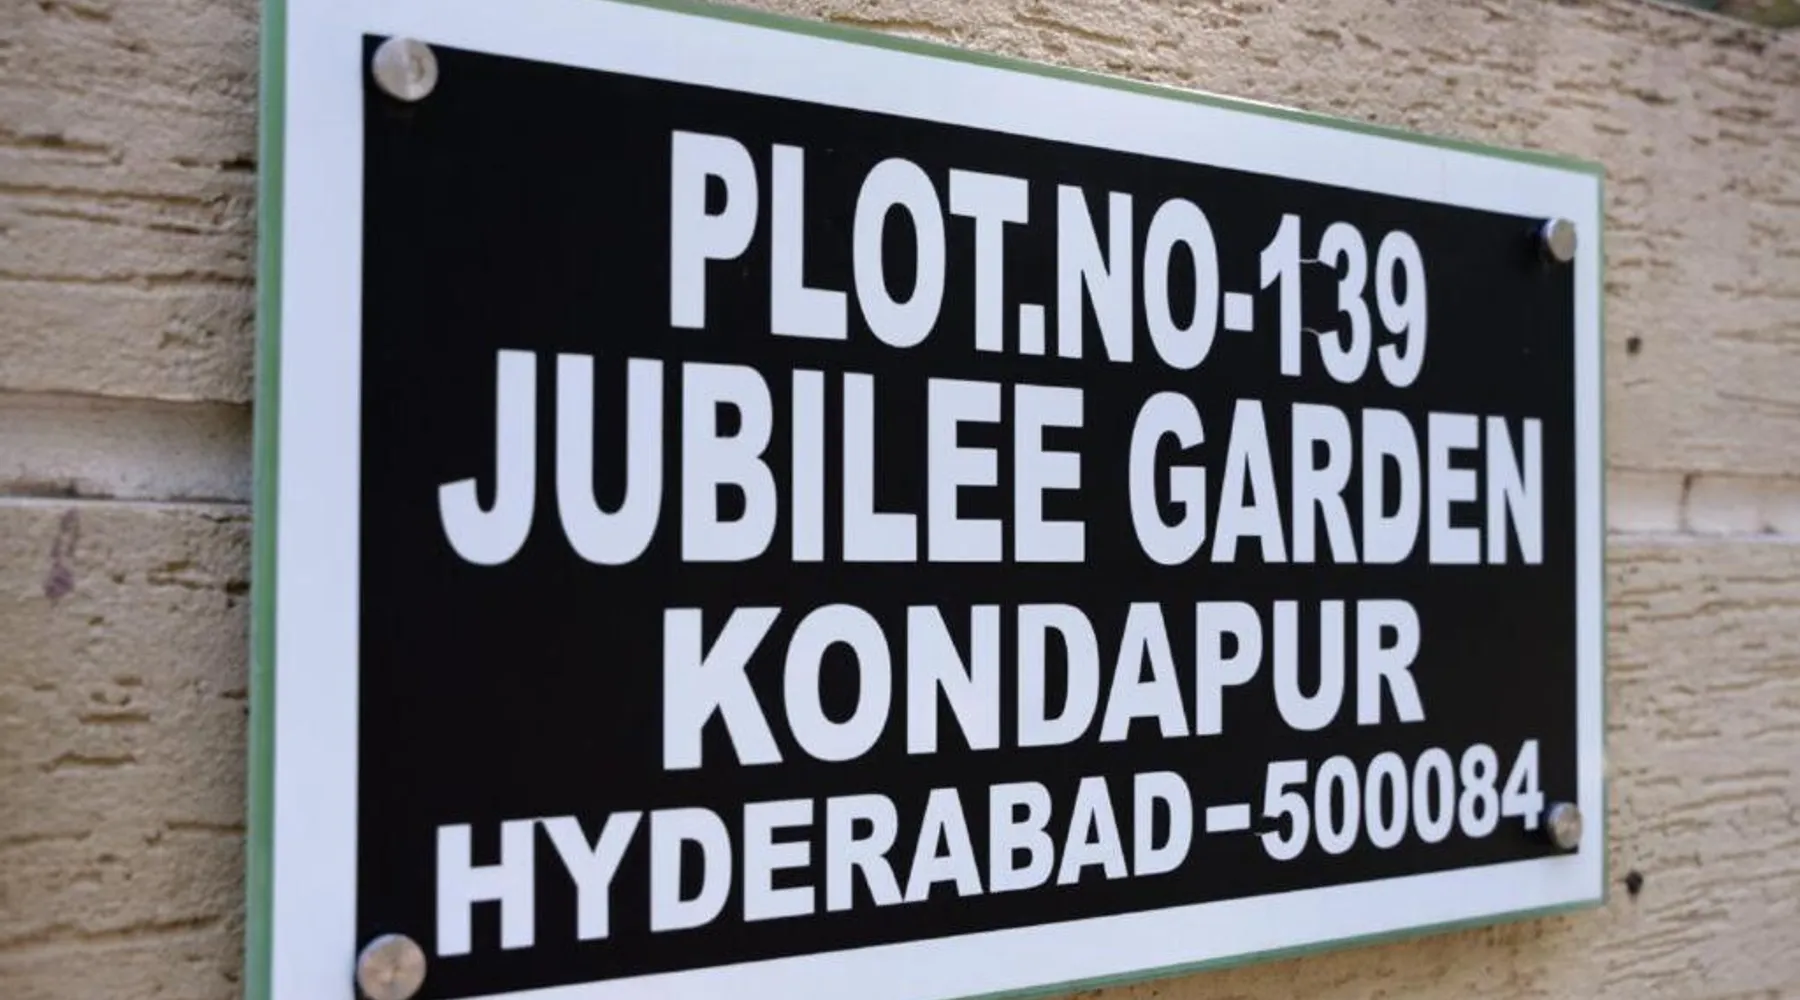 PLOT.NO-139
JUBILEE GARDEN
KONDAPUR
HYDERABAD-500084